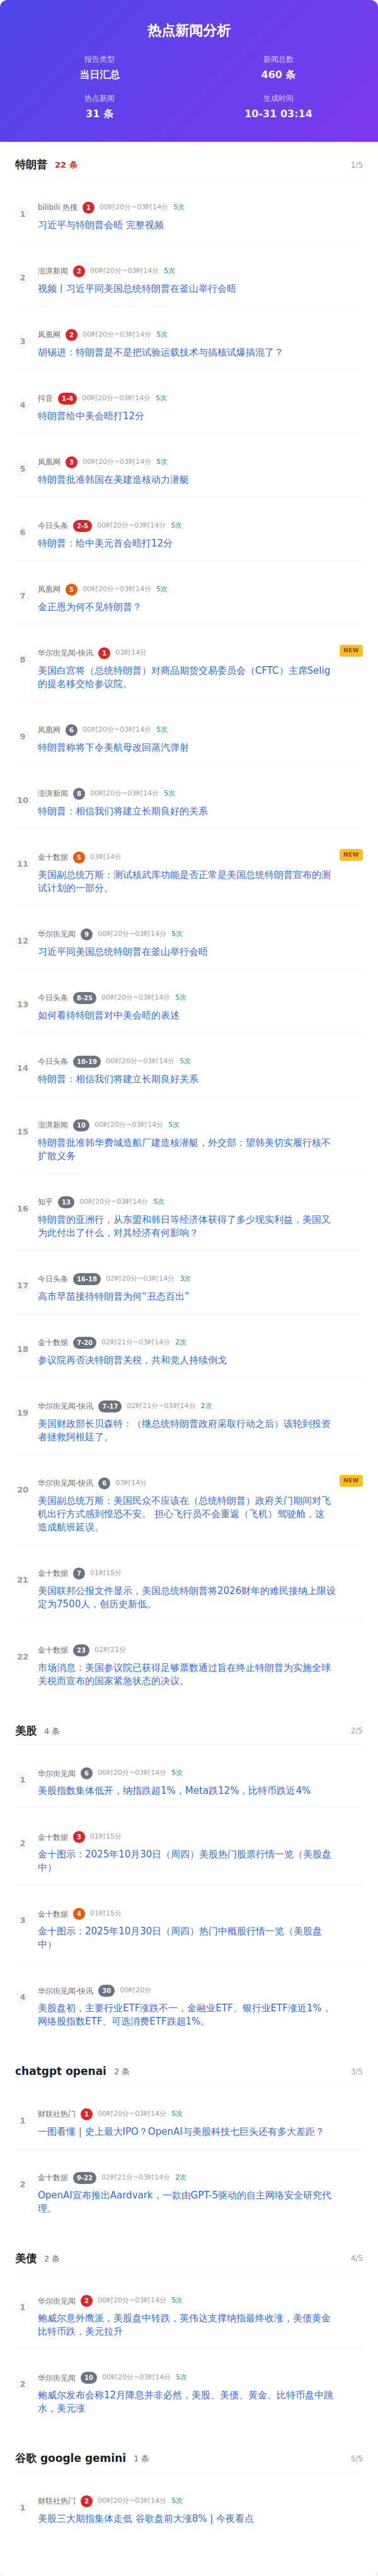 热点新闻分析
报告类型
当日汇总
新闻总数
460 条
热点新闻
31 条
生成时间
10-31 03:14
特朗普 22 条 1/5
1 bilibili 热搜 1 00时20分~03时14分 5次
习近平与特朗普会晤 完整视频
2 澎湃新闻 2 00时20分~03时14分 5次
视频丨习近平同美国总统特朗普在釜山举行会晤
3 凤凰网 2 00时20分~03时14分 5次
胡锡进：特朗普是不是把试验运载技术与搞核试爆搞混了？
4 抖音 1-4 00时20分~03时14分 5次
特朗普给中美会晤打12分
5 凤凰网 3 00时20分~03时14分 5次
特朗普批准韩国在美建造核动力潜艇
6 今日头条 2-5 00时20分~03时14分 5次
特朗普：给中美元首会晤打12分
7 凤凰网 5 00时20分~03时14分 5次
金正恩为何不见特朗普？
8 华尔街见闻-快讯 1 03时14分 NEW
美国白宫将（总统特朗普）对商品期货交易委员会（CFTC）主席Selig
的提名移交给参议院。
9 凤凰网 6 00时20分~03时14分 5次
特朗普称将下令美航母改回蒸汽弹射
10 澎湃新闻 8 00时20分~03时14分 5次
特朗普：相信我们将建立长期良好的关系
11 金十数据 5 03时14分 NEW
美国副总统万斯：测试核武库功能是否正常是美国总统特朗普宣布的测
试计划的一部分。
12 华尔街见闻 9 00时20分~03时14分 5次
习近平同美国总统特朗普在釜山举行会晤
13 今日头条 8-25 00时20分~03时14分 5次
如何看待特朗普对中美会晤的表述
14 今日头条 10-19 00时20分~03时14分 5次
特朗普：相信我们将建立长期良好关系
15 澎湃新闻 10 00时20分~03时14分 5次
特朗普批准韩华费城造船厂建造核潜艇，外交部：望韩美切实履行核不
扩散义务
16 知乎 13 00时20分~03时14分 5次
特朗普的亚洲行，从东盟和韩日等经济体获得了多少现实利益，美国又
为此付出了什么，对其经济有何影响？
17 今日头条 16-18 02时20分~03时14分 3次
高市早苗接待特朗普为何“丑态百出”
18 金十数据 7-20 02时21分~03时14分 2次
参议院再否决特朗普关税，共和党人持续倒戈
19 华尔街见闻-快讯 7-17 02时21分~03时14分 2次
美国财政部长贝森特：（继总统特朗普政府采取行动之后）该轮到投资
者拯救阿根廷了。
20 华尔街见闻-快讯 6 03时14分 NEW
美国副总统万斯：美国民众不应该在（总统特朗普）政府关门期间对飞
机出行方式感到惶恐不安。 担心飞行员不会重返（飞机）驾驶舱，这
造成航班延误。
21 金十数据 7 01时15分
美国联邦公报文件显示，美国总统特朗普将2026财年的难民接纳上限设
定为7500人，创历史新低。
22 金十数据 23 02时21分
市场消息：美国参议院已获得足够票数通过旨在终止特朗普为实施全球
关税而宣布的国家紧急状态的决议。
美股 4 条 2/5
1 华尔街见闻 6 00时20分~03时14分 5次
美股指数集体低开，纳指跌超1%，Meta跌12%，比特币跌近4%
2 金十数据 3 01时15分
金十图示：2025年10月30日（周四）美股热门股票行情一览（美股盘
中）
3 金十数据 4 01时15分
金十图示：2025年10月30日（周四）热门中概股行情一览（美股盘
中）
4 华尔街见闻-快讯 30 00时20分
美股盘初，主要行业ETF涨跌不一，金融业ETF、银行业ETF涨近1%，
网络股指数ETF、可选消费ETF跌超1%。
chatgpt openai 2 条 3/5
1 财联社热门 1 00时20分~03时14分 5次
一图看懂 | 史上最大IPO？OpenAI与美股科技七巨头还有多大差距？
2 金十数据 9-22 02时21分~03时14分 2次
OpenAI宣布推出Aardvark，一款由GPT-5驱动的自主网络安全研究代
理。
美债 2 条 4/5
1 华尔街见闻 2 00时20分~03时14分 5次
鲍威尔意外鹰派，美股盘中转跌，英伟达支撑纳指最终收涨，美债黄金
比特币跌，美元拉升
2 华尔街见闻 10 00时20分~03时14分 5次
鲍威尔发布会称12月降息并非必然，美股、美债、黄金、比特币盘中跳
水，美元涨
谷歌 google gemini 1 条 5/5
1 财联社热门 2 00时20分~03时14分 5次
美股三大期指集体走低 谷歌盘前大涨8% | 今夜看点